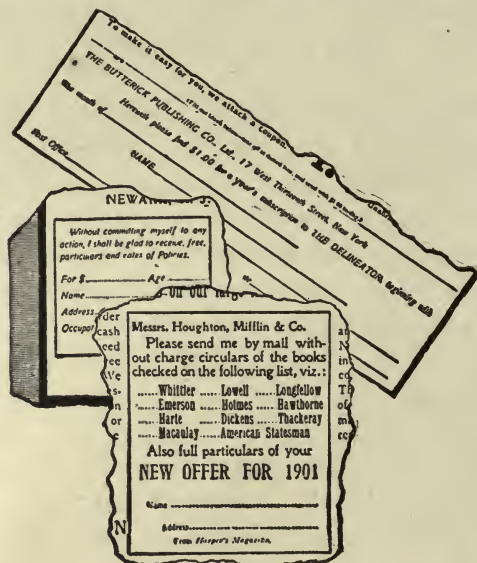 To make it easy for you, we attach a coupon.
THE BUTTERICK PUBLISHING CO., Ltd., 17 West Thirteenth Street, New York
Herewith please find $1.00 for a year's subscription to THE DELINEATOR beginning with
the month of
NAME
Post Office
NEWARK
Without committing myself to any
action, I shall be glad to receive, free,
particulars and rates of Policies.
For $ Age
Name
Address
Occupat
Messrs. Houghton, Mifflin & Co.
Please send me by mail with-
out charge circulars of the books
checked on the following list, viz.:
......Whittier ......Lowell ......Longfellow
......Emerson ......Holmes ......Hawthorne
......Harte ......Dickens ......Thackeray
......Macaulay ......American Statesman
Also full particulars of your
NEW OFFER FOR 1901
Name
Address
From Harper's Magazine.